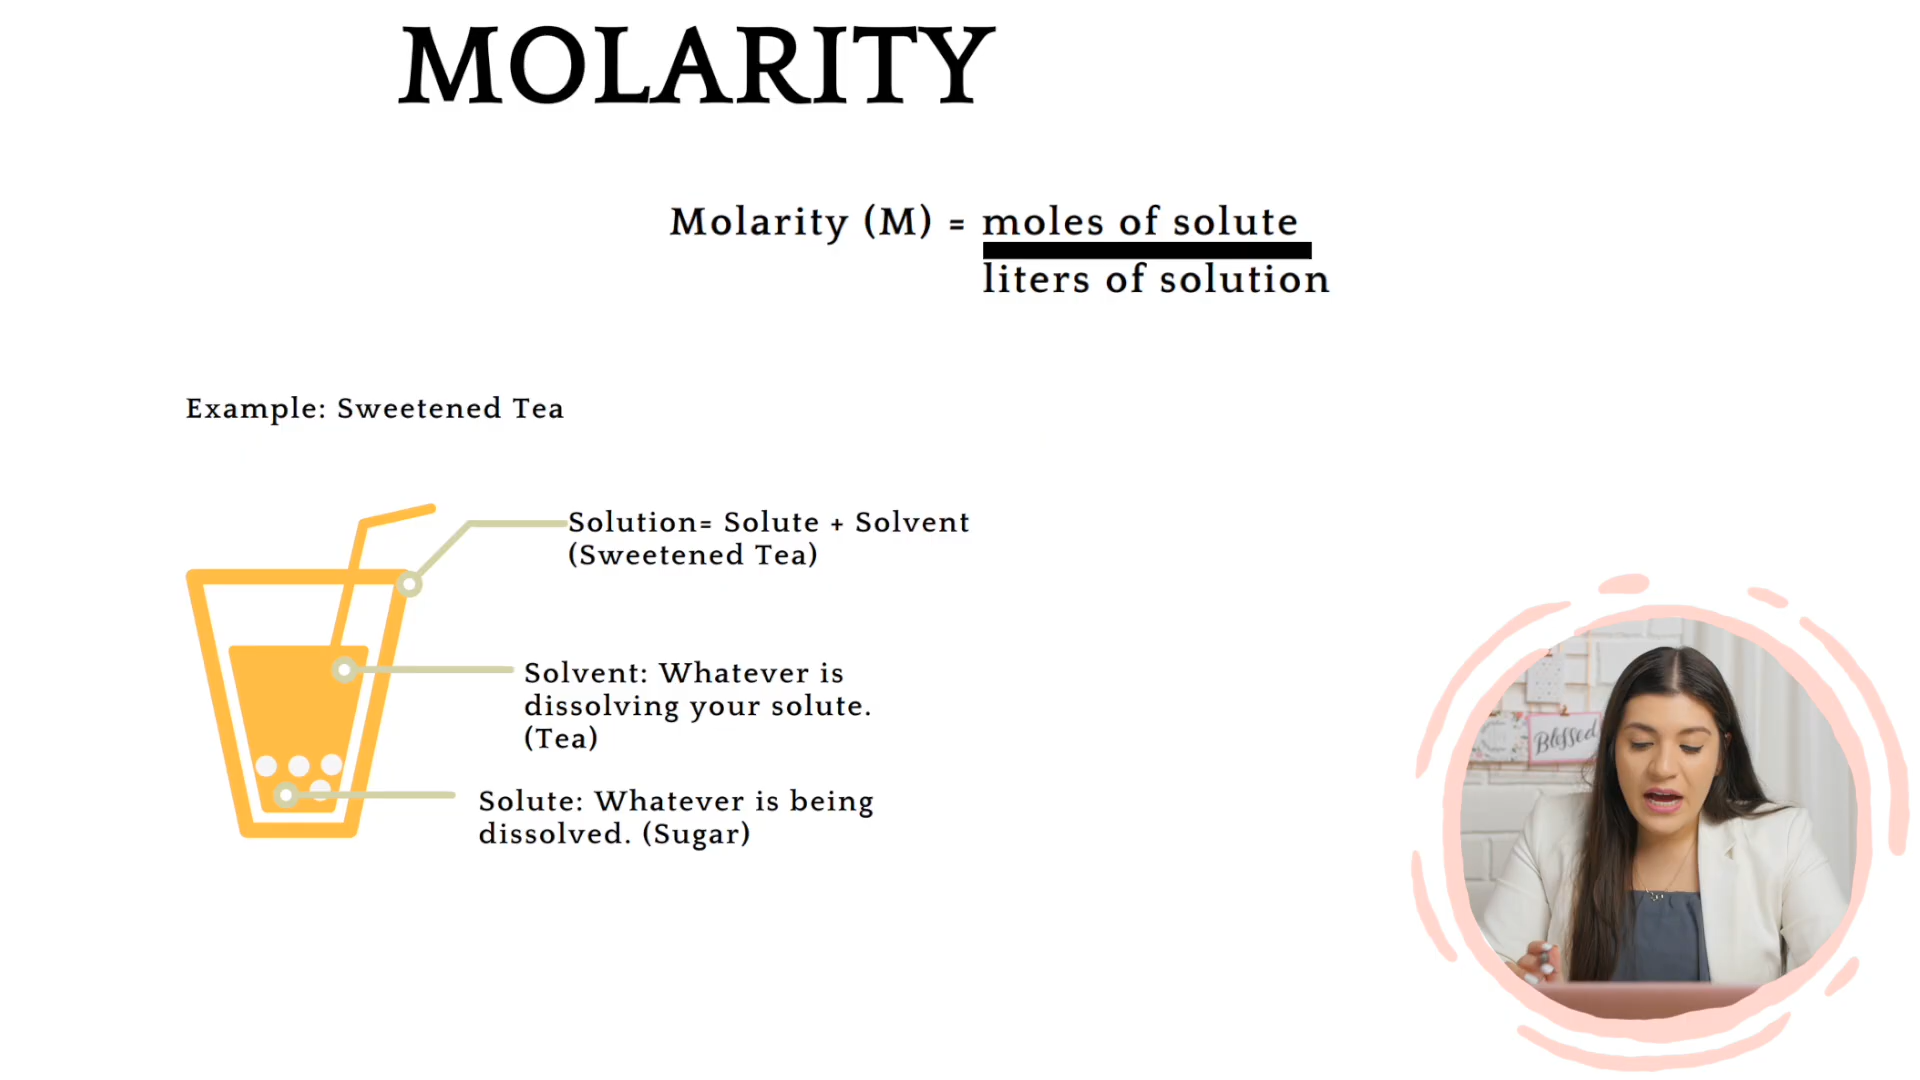 MOLARITY
Molarity (M) = moles of solute
liters of solution
Example: Sweetened Tea
Solution= Solute + Solvent
(Sweetened Tea)
Solvent: Whatever is
dissolving your solute.
(Tea)
Solute: Whatever is being
dissolved. (Sugar)
Blessed